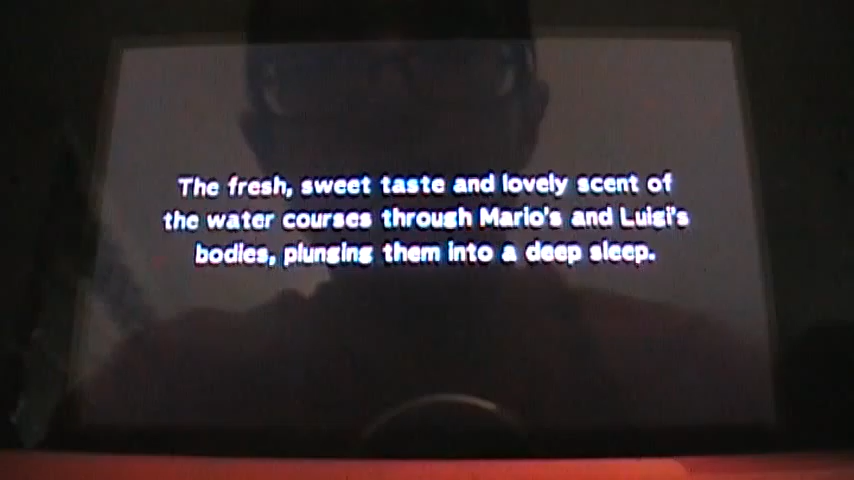 The fresh, sweet taste and lovely scent of
the water courses through Mario's and Luigi's
bodies, plunging them into a deep sleep.